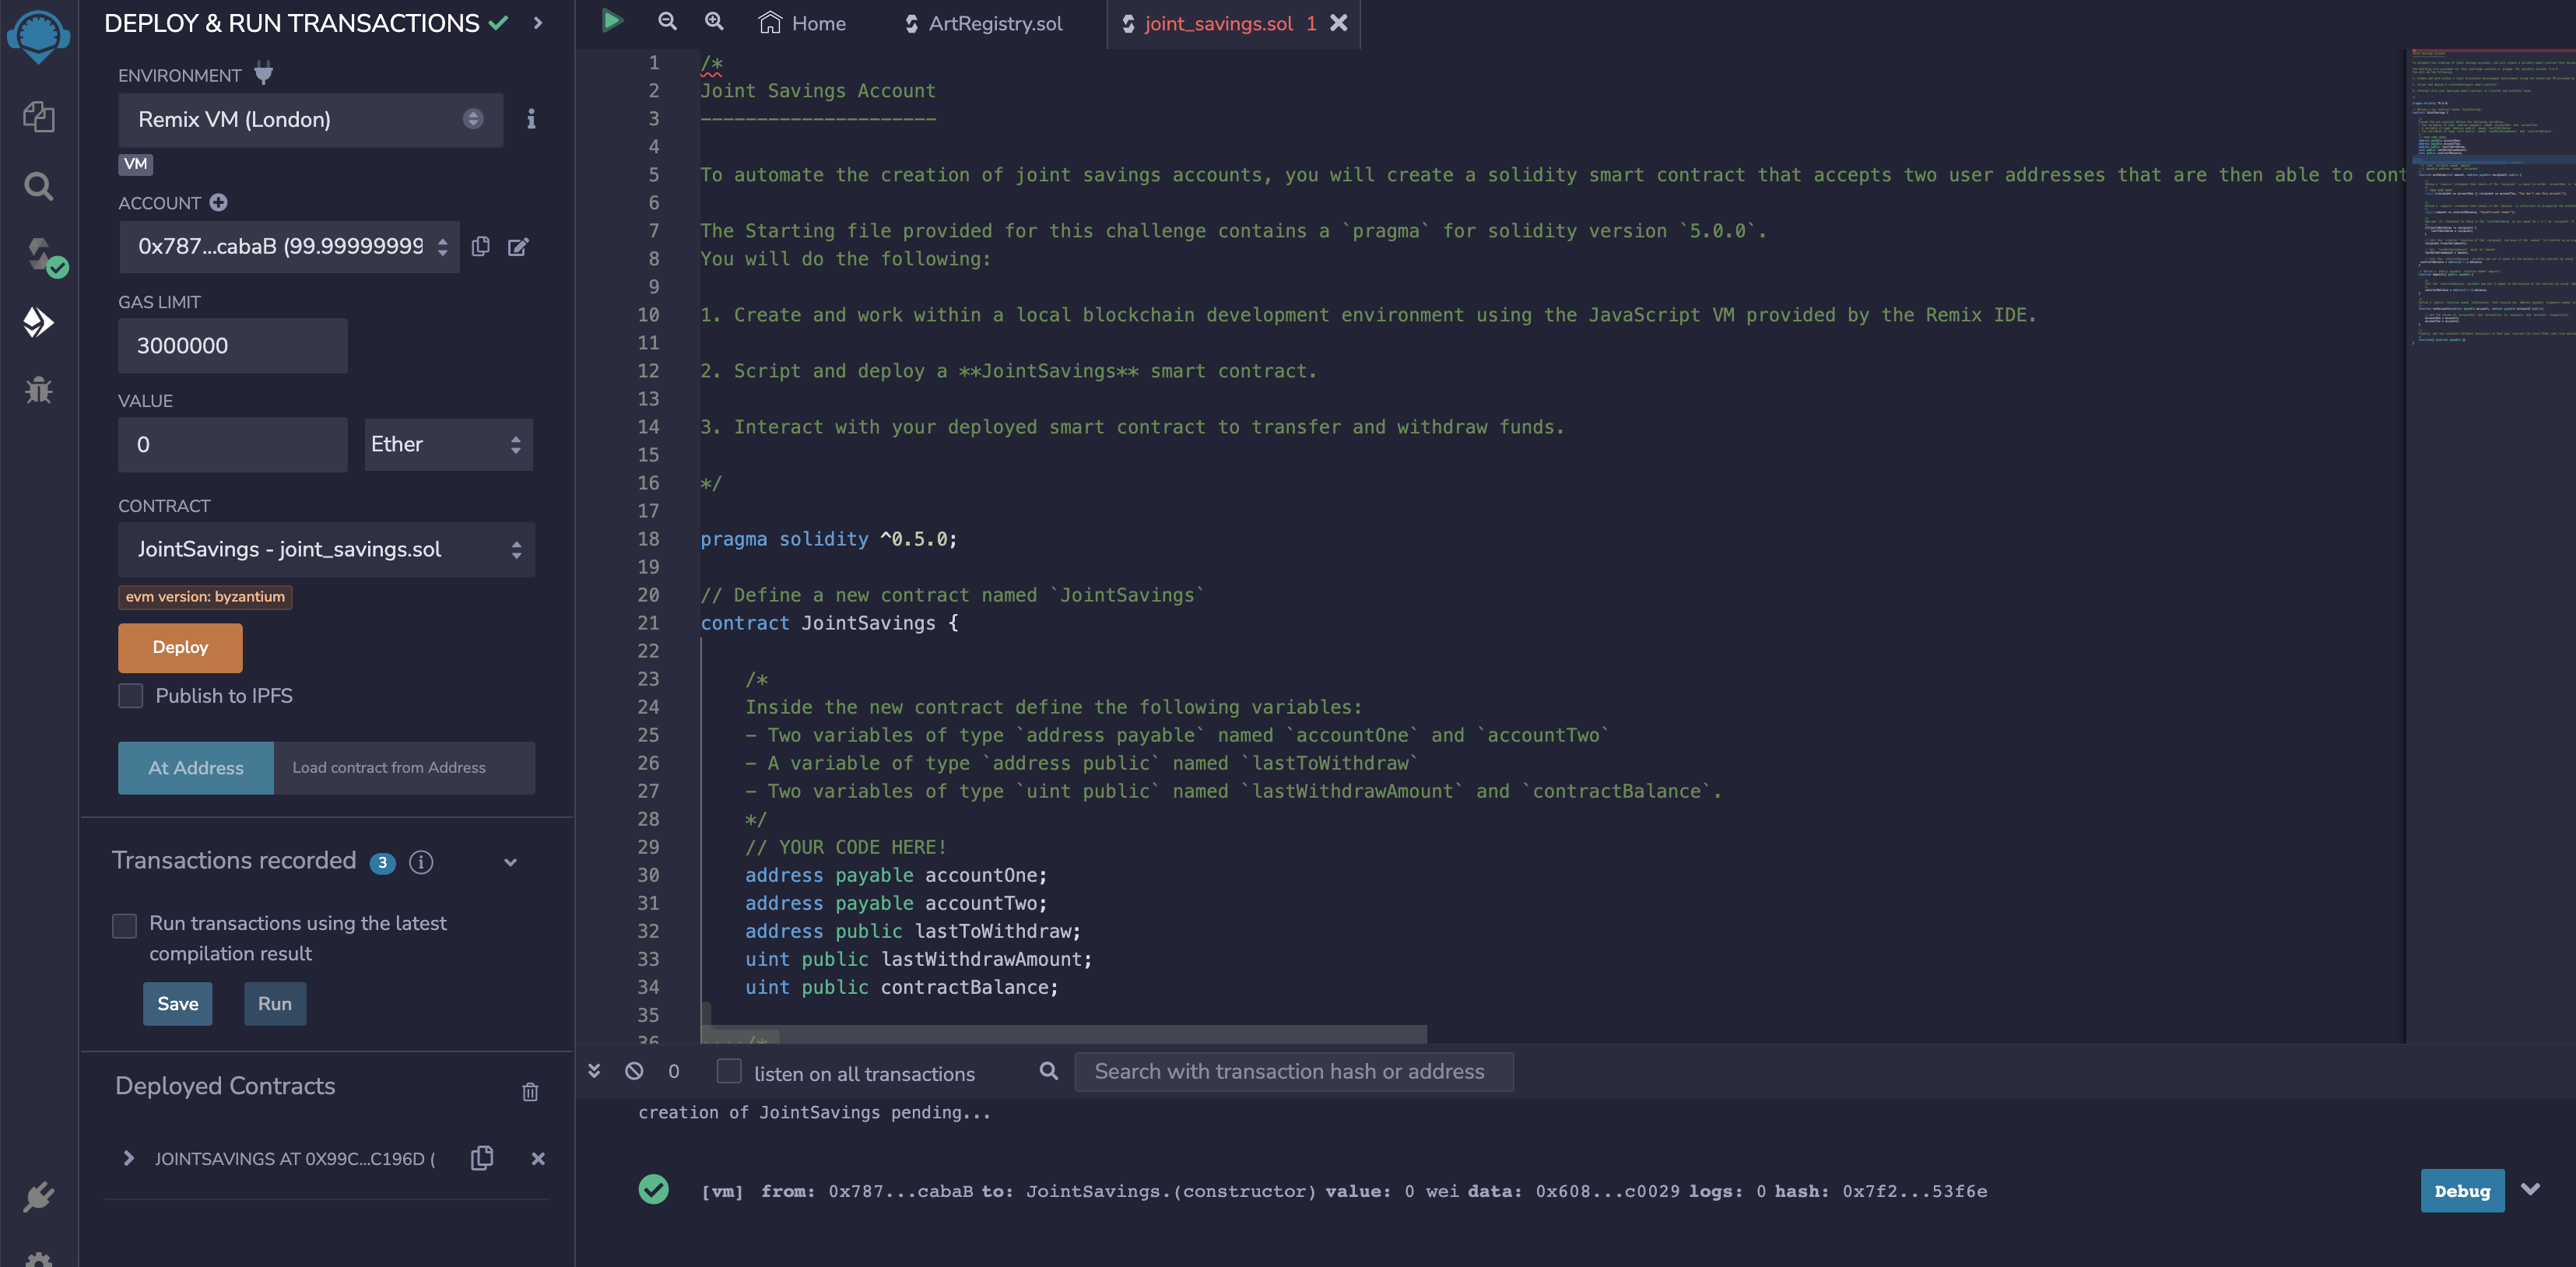 DEPLOY & RUN TRANSACTIONS
ENVIRONMENT
Remix VM (London)
VM
ACCOUNT
0x787...cabaB (99.99999999
GAS LIMIT
3000000
VALUE
0
Ether
CONTRACT
JointSavings - joint_savings.sol
evm version: byzantium
Deploy
Publish to IPFS
At Address
Load contract from Address
Transactions recorded 3
Run transactions using the latest
compilation result
Save
Run
Deployed Contracts
JOINTSAVINGS AT 0X99C...C196D (
Home
ArtRegistry.sol
joint_savings.sol 1
1 /*
2 Joint Savings Account
3 ---------------------
4
5 To automate the creation of joint savings accounts, you will create a solidity smart contract that accepts two user addresses that are then able to cont
6
7 The Starting file provided for this challenge contains a `pragma` for solidity version `5.0.0`.
8 You will do the following:
9
10 1. Create and work within a local blockchain development environment using the JavaScript VM provided by the Remix IDE.
11
12 2. Script and deploy a **JointSavings** smart contract.
13
14 3. Interact with your deployed smart contract to transfer and withdraw funds.
15
16 */
17
18 pragma solidity ^0.5.0;
19
20 // Define a new contract named `JointSavings`
21 contract JointSavings {
22
23 /*
24 Inside the new contract define the following variables:
25 - Two variables of type `address payable` named `accountOne` and `accountTwo`
26 - A variable of type `address public` named `lastToWithdraw`
27 - Two variables of type `uint public` named `lastWithdrawAmount` and `contractBalance`.
28 */
29 // YOUR CODE HERE!
30 address payable accountOne;
31 address payable accountTwo;
32 address public lastToWithdraw;
33 uint public lastWithdrawAmount;
34 uint public contractBalance;
35
36 /*
0
listen on all transactions
Search with transaction hash or address
creation of JointSavings pending...
[vm] from: 0x787...cabaB to: JointSavings.(constructor) value: 0 wei data: 0x608...c0029 logs: 0 hash: 0x7f2...53f6e
Debug